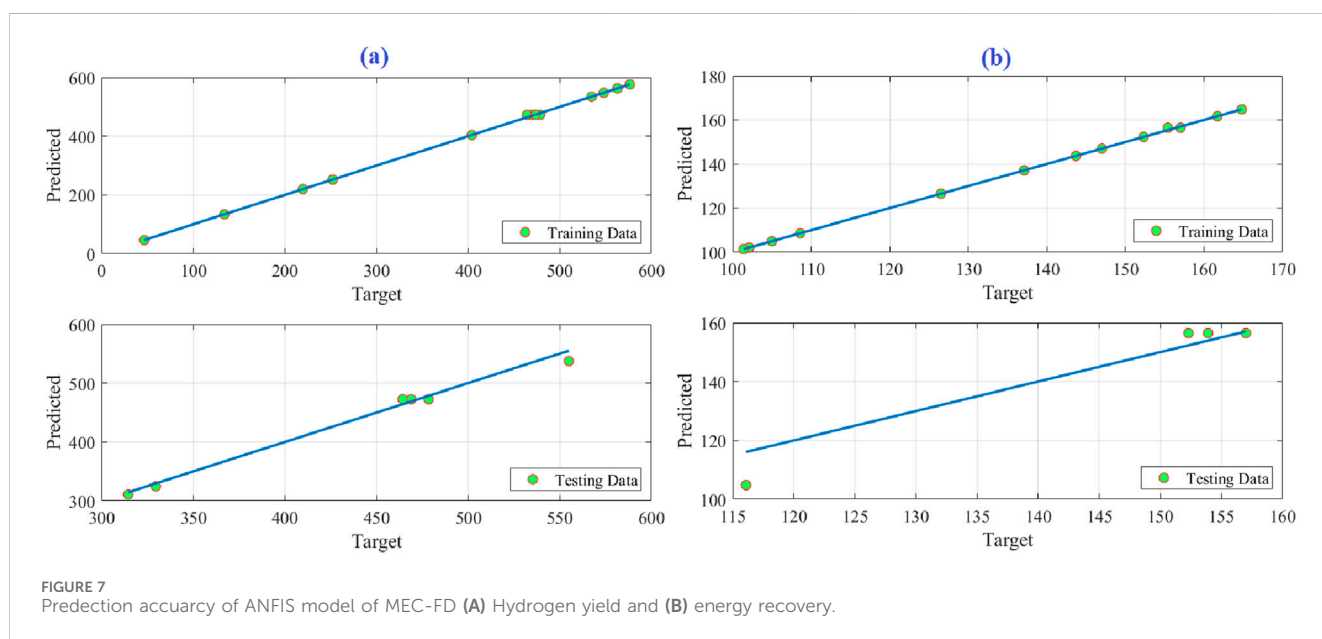 (a)
600
400
200
0
Predicted
Training Data
0 100 200 300 400 500 600
Target
600
500
400
300
Predicted
Testing Data
300 350 400 450 500 550 600
Target
(b)
180
160
140
120
100
Predicted
Training Data
100 110 120 130 140 150 160 170
Target
160
140
120
100
Predicted
Testing Data
115 120 125 130 135 140 145 150 155 160
Target
FIGURE 7
Predection accuarcy of ANFIS model of MEC-FD (A) Hydrogen yield and (B) energy recovery.